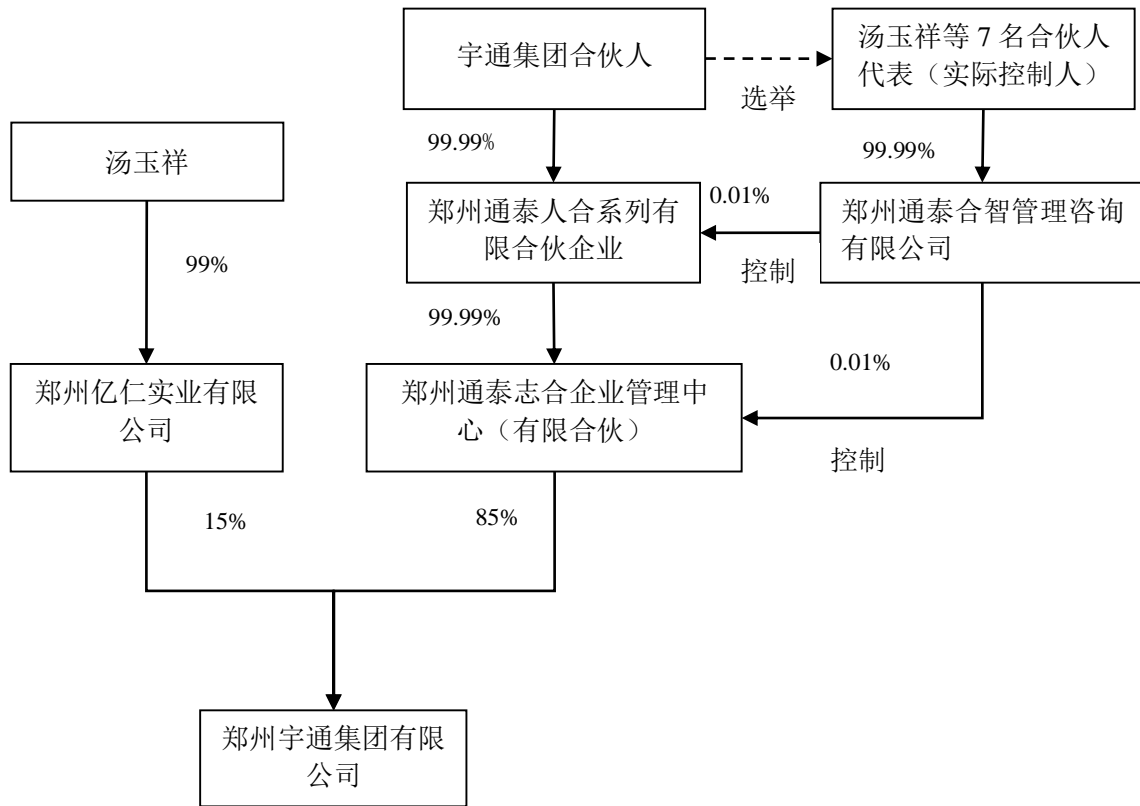 宇通集团合伙人
汤玉祥等 7 名合伙人
代表（实际控制人）
选举
汤玉祥
99.99%
99.99%
郑州通泰人合系列有
限合伙企业
0.01%
控制
郑州通泰合智管理咨询
有限公司
99%
99.99%
0.01%
郑州亿仁实业有限
公司
郑州通泰志合企业管理中
心（有限合伙）
控制
15%
85%
郑州宇通集团有限
公司